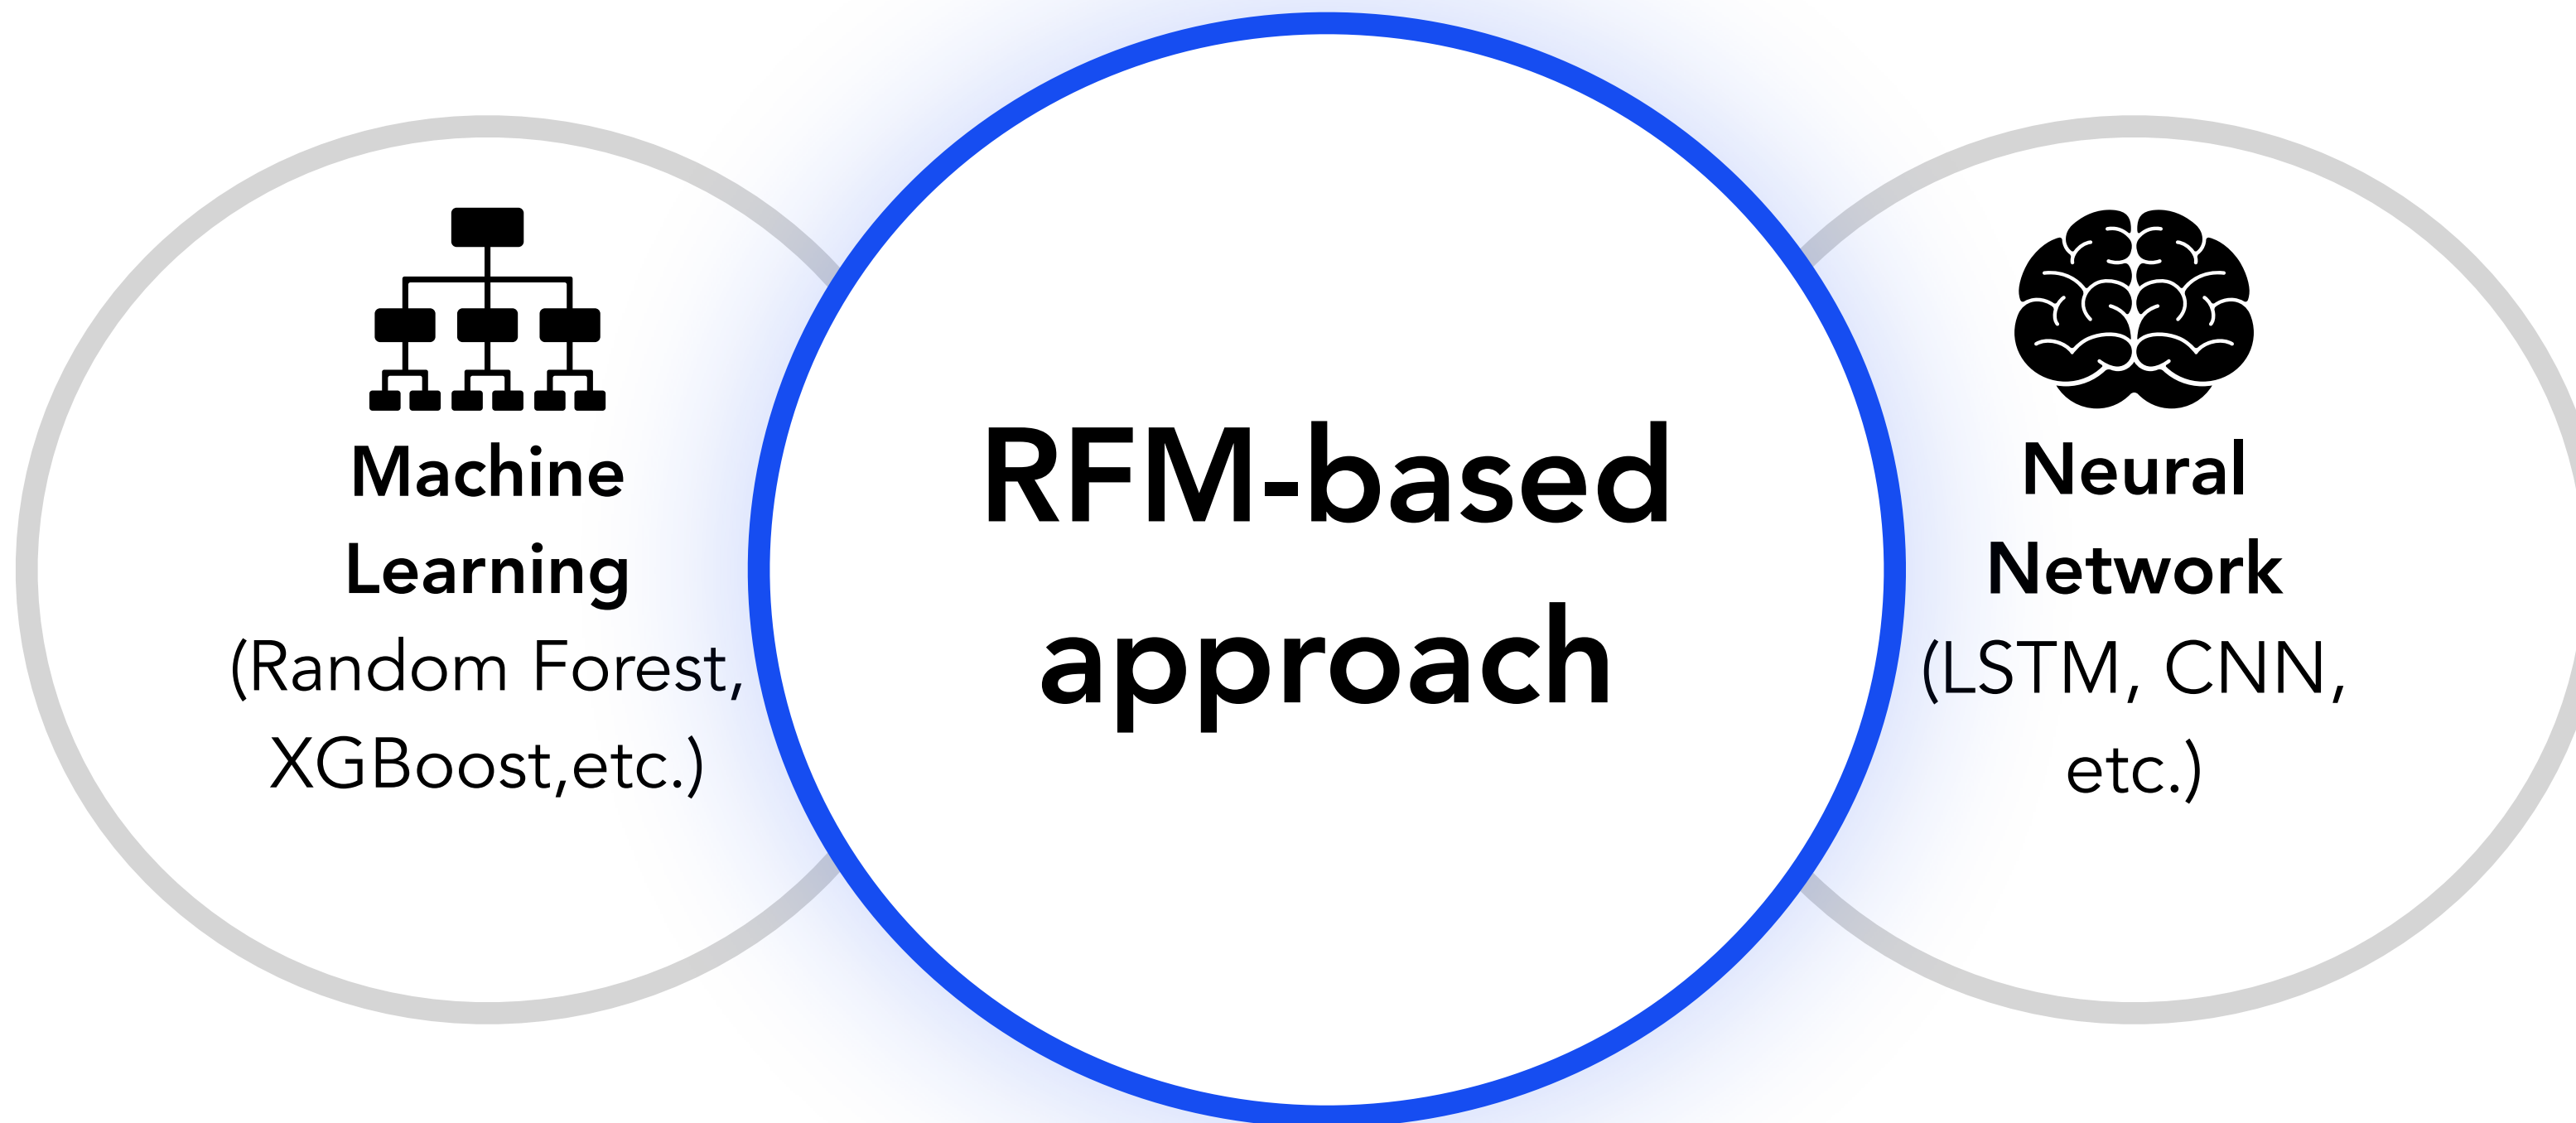 Machine
Learning
(Random Forest,
XGBoost,etc.)
RFM-based
approach
Neural
Network
(LSTM, CNN,
etc.)